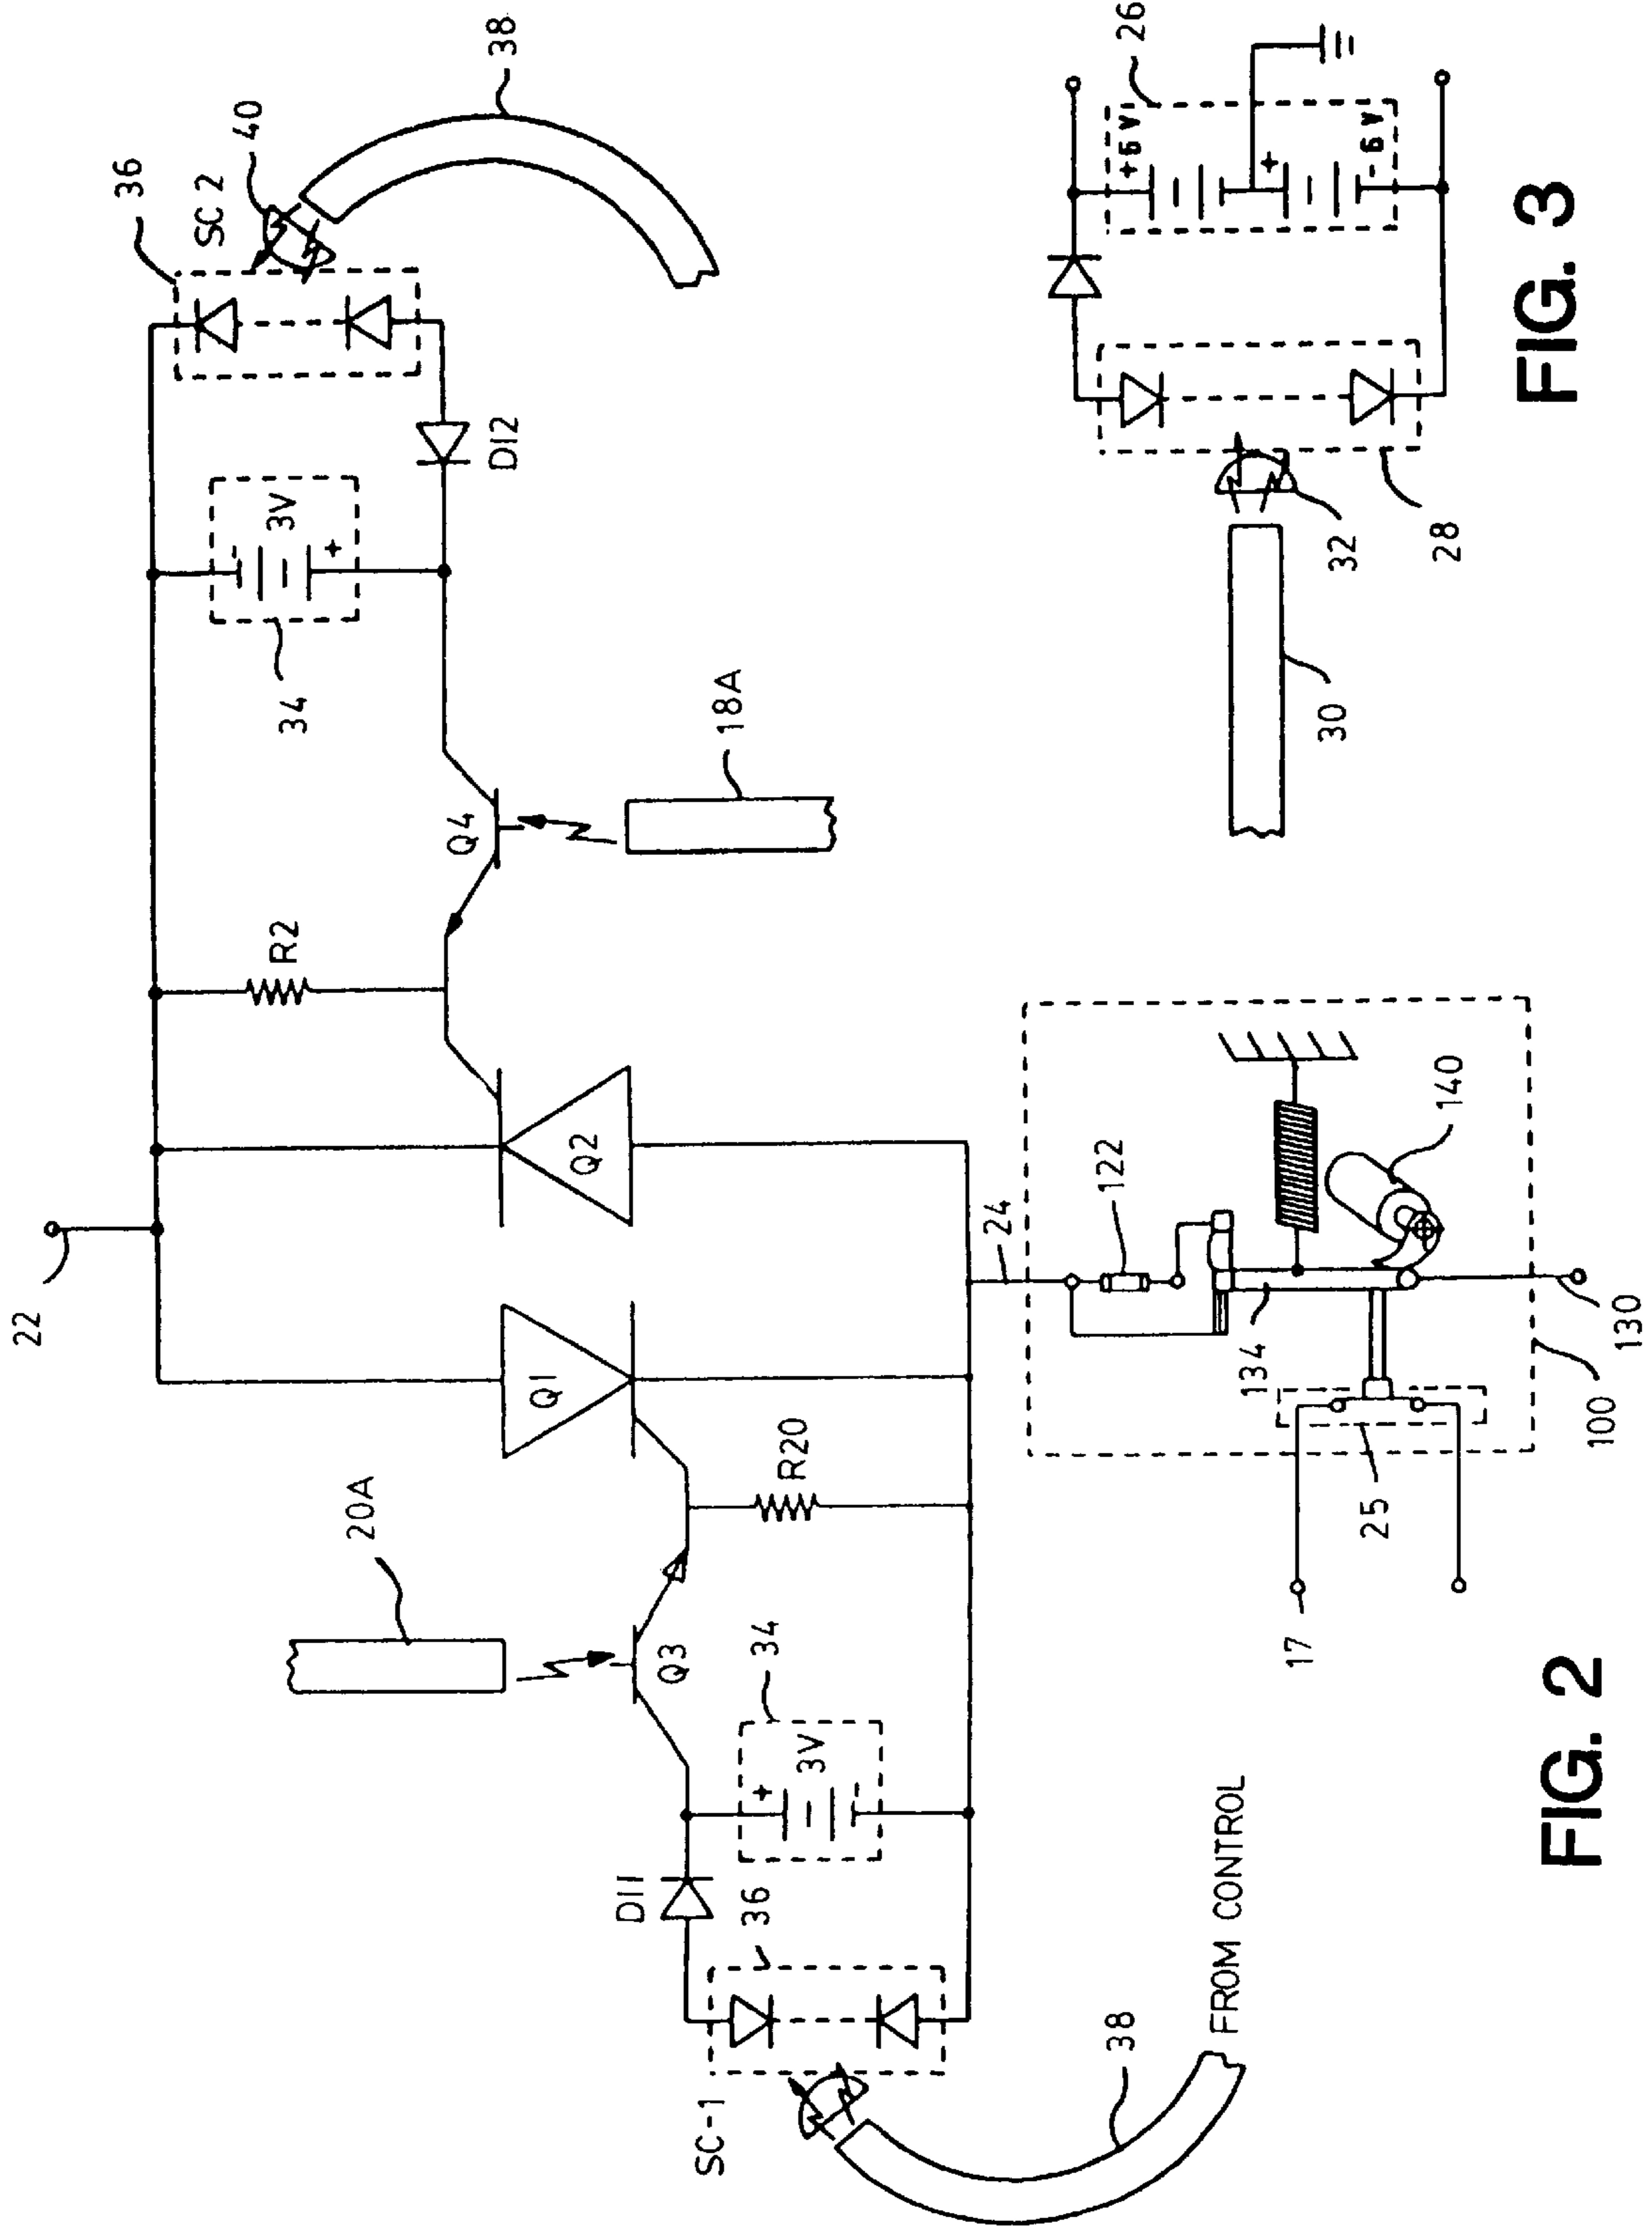 22
36
SC 2
40
38
34
3V
+
-
DI2
R2
Q4
18A
Q2
Q1
20A
Q3
R20
34
3V
+
-
DI1
36
SC-1
38
FROM CONTROL
24
122
134
140
130
100
25
17
FIG. 2
26
+6V
+
-6V
28
32
30
FIG. 3